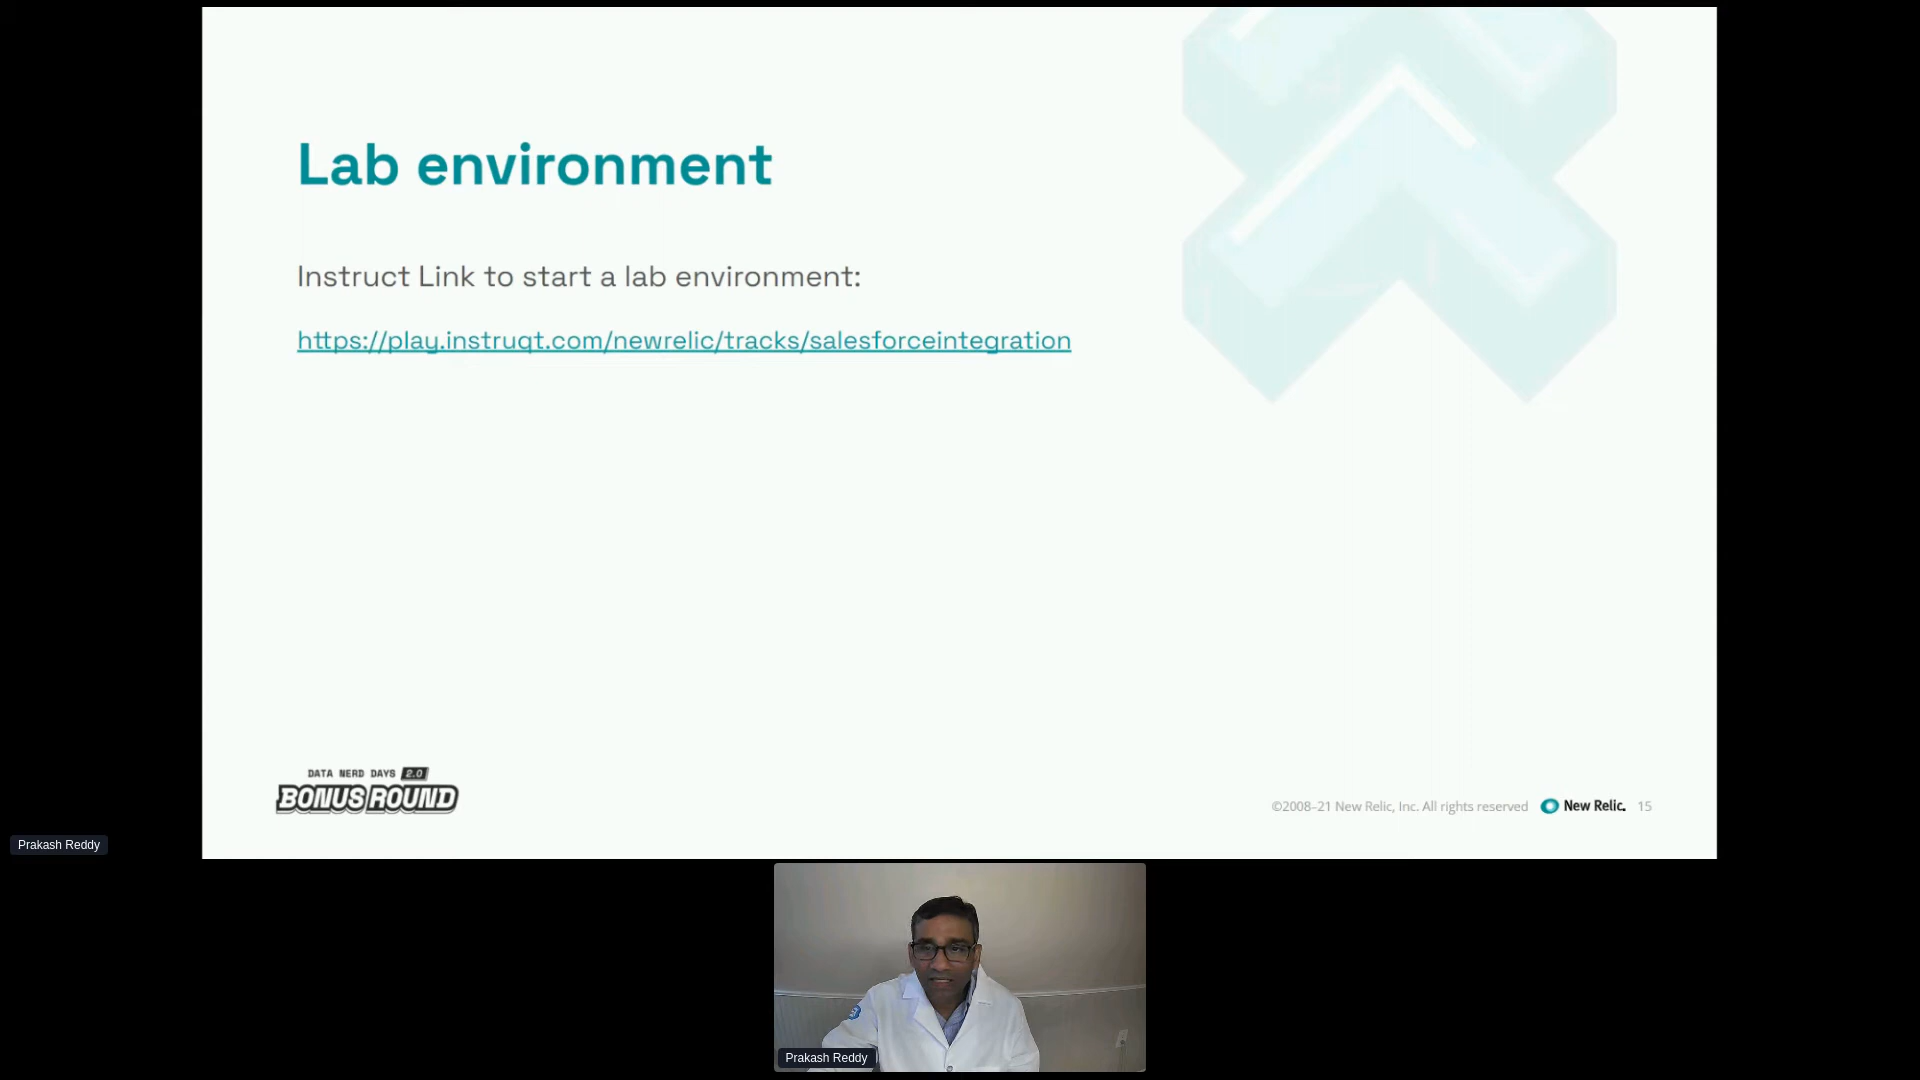 Lab environment
Instruct Link to start a lab environment:
https://play.instruqt.com/newrelic/tracks/salesforceintegration
DATA NERD DAYS 2.0
BONUS ROUND
©2008–21 New Relic, Inc. All rights reserved New Relic. 15
Prakash Reddy
Prakash Reddy